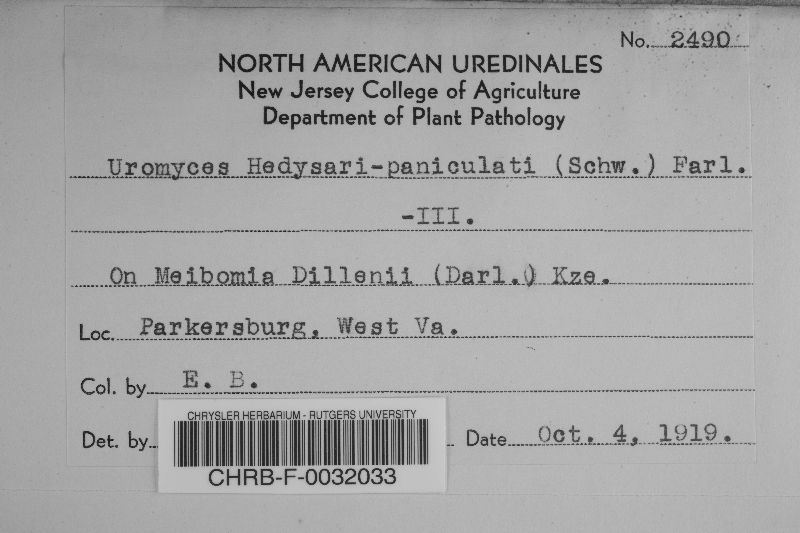 No. 2490
NORTH AMERICAN UREDINALES
New Jersey College of Agriculture
Department of Plant Pathology
Uromyces Hedysari-paniculati (Schw.) Farl.
-III.
On Meibomia Dillenii (Darl.) Kze.
Loc. Parkersburg, West Va.
Col. by E. B.
CHRYSLER HERBARIUM - RUTGERS UNIVERSITY
Det. by Date Oct. 4, 1919.
CHRB-F-0032033